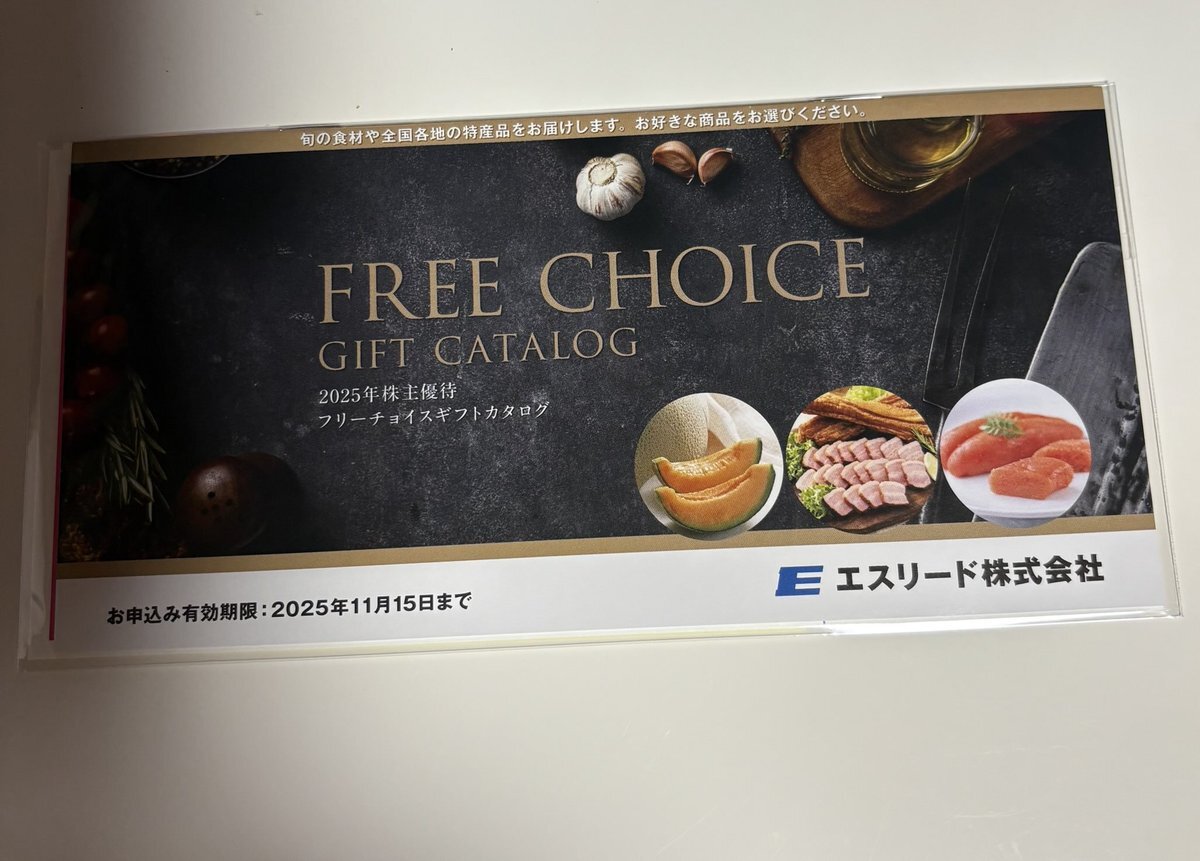 旬の食材や全国各地の特産品をお届けします。お好きな商品をお選びください。
FREE CHOICE
GIFT CATALOG
2025年株主優待
フリーチョイスギフトカタログ
お申込み有効期限：2025年11月15日まで
E エスリード株式会社